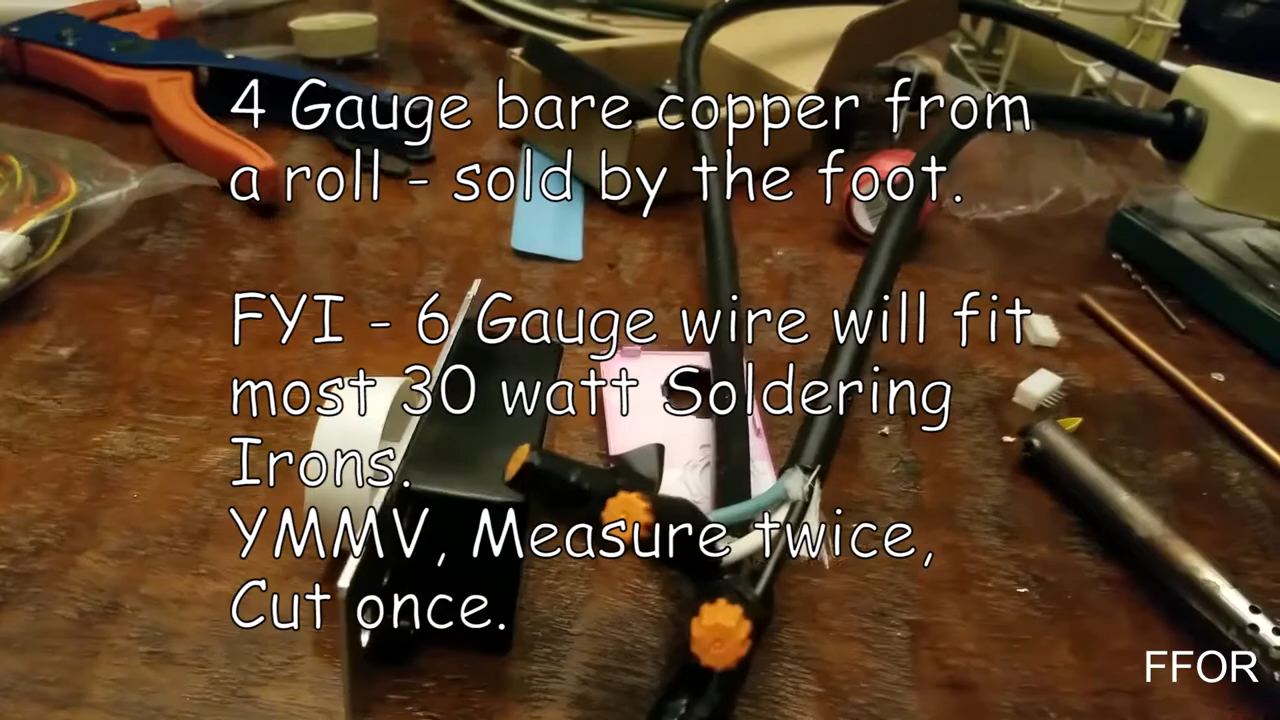 4 Gauge bare copper from
a roll - sold by the foot.
FYI - 6 Gauge wire will fit
most 30 watt Soldering
Irons.
YMMV, Measure twice,
Cut once.
FFOR